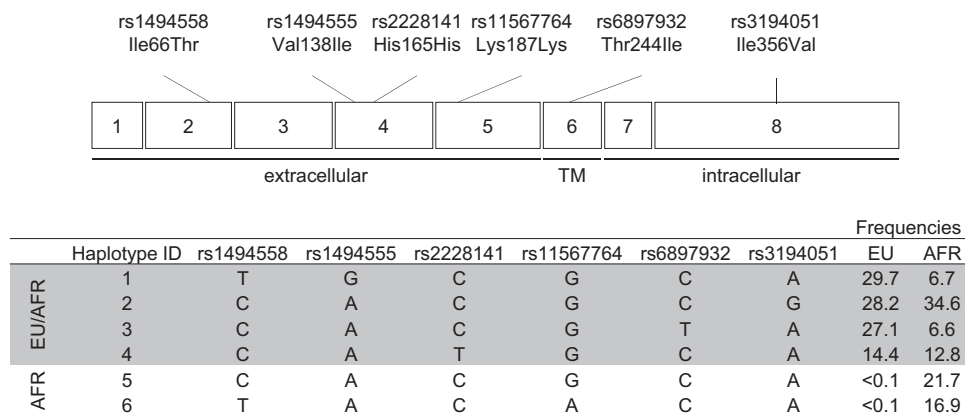 rs1494558 rs1494555 rs2228141 rs11567764 rs6897932 rs3194051
Ile66Thr Val138Ile His165His Lys187Lys Thr244Ile Ile356Val
1 2 3 4 5 6 7 8
extracellular TM intracellular
Frequencies
Haplotype ID rs1494558 rs1494555 rs2228141 rs11567764 rs6897932 rs3194051 EU AFR
EU/AFR
1 T G C G C A 29.7 6.7
2 C A C G C G 28.2 34.6
3 C A C G T A 27.1 6.6
4 C A T G C A 14.4 12.8
AFR
5 C A C G C A <0.1 21.7
6 T A C A C A <0.1 16.9